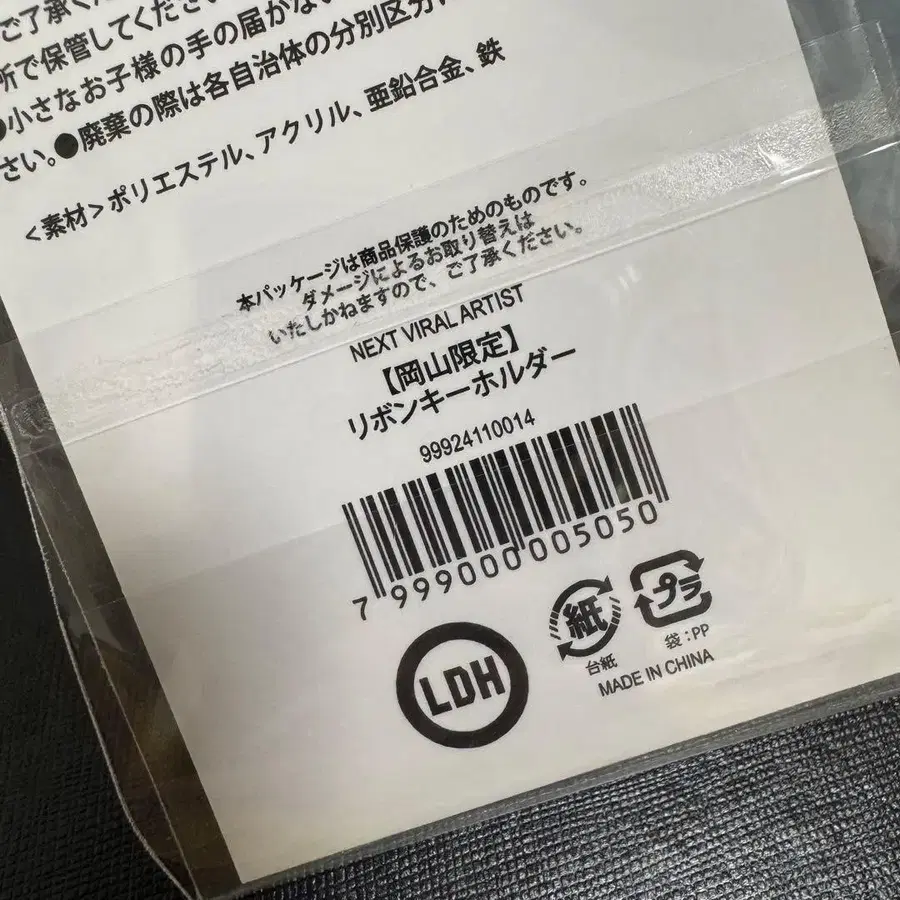 ご了承くだ
所で保管してください
●小さなお子様の手の届かない
さい。●廃棄の際は各自治体の分別区分に
＜素材＞ポリエステル、アクリル、亜鉛合金、鉄
本パッケージは商品保護のためのものです。
ダメージによるお取り替えは
いたしかねますので、ご了承ください。
NEXT VIRAL ARTIST
【岡山限定】
リボンキーホルダー
99924110014
7 999000 005050
LDH
紙
台紙
プラ
袋:PP
MADE IN CHINA